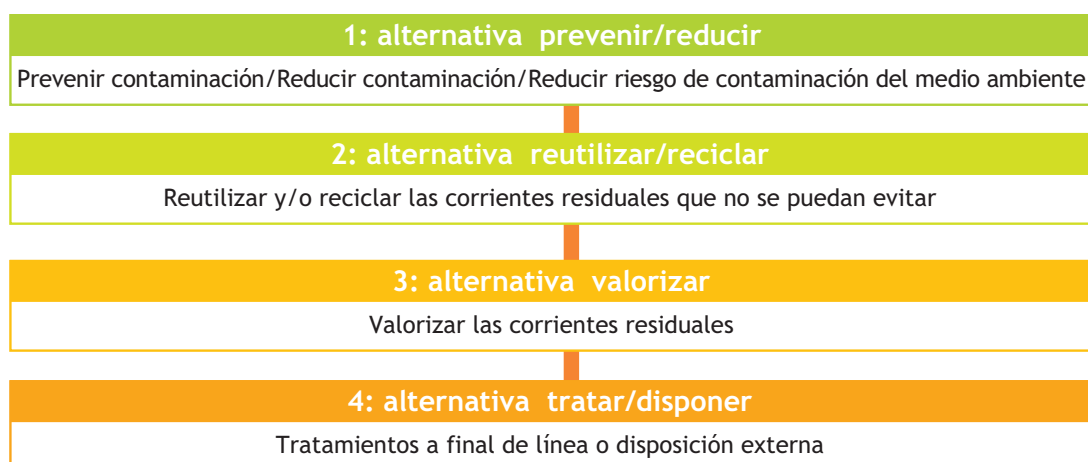 1: alternativa prevenir/reducir
Prevenir contaminación/Reducir contaminación/Reducir riesgo de contaminación del medio ambiente
2: alternativa reutilizar/reciclar
Reutilizar y/o reciclar las corrientes residuales que no se puedan evitar
3: alternativa valorizar
Valorizar las corrientes residuales
4: alternativa tratar/disponer
Tratamientos a final de línea o disposición externa